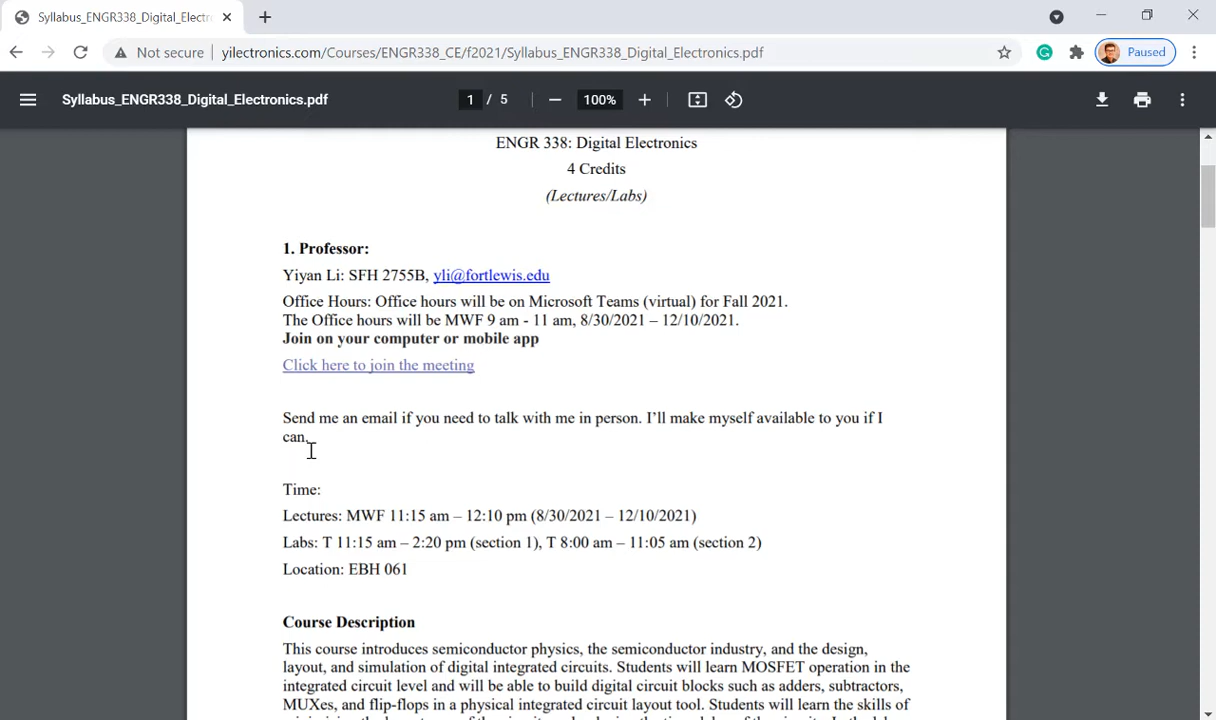 Syllabus_ENGR338_Digital_Electr
Not secure yilectronics.com/Courses/ENGR338_CE/f2021/Syllabus_ENGR338_Digital_Electronics.pdf Paused
Syllabus_ENGR338_Digital_Electronics.pdf 1 / 5 100%
ENGR 338: Digital Electronics
4 Credits
(Lectures/Labs)
1. Professor:
Yiyan Li: SFH 2755B, yli@fortlewis.edu
Office Hours: Office hours will be on Microsoft Teams (virtual) for Fall 2021.
The Office hours will be MWF 9 am - 11 am, 8/30/2021 – 12/10/2021.
Join on your computer or mobile app
Click here to join the meeting
Send me an email if you need to talk with me in person. I’ll make myself available to you if I
can.
Time:
Lectures: MWF 11:15 am – 12:10 pm (8/30/2021 – 12/10/2021)
Labs: T 11:15 am – 2:20 pm (section 1), T 8:00 am – 11:05 am (section 2)
Location: EBH 061
Course Description
This course introduces semiconductor physics, the semiconductor industry, and the design,
layout, and simulation of digital integrated circuits. Students will learn MOSFET operation in the
integrated circuit level and will be able to build digital circuit blocks such as adders, subtractors,
MUXes, and flip-flops in a physical integrated circuit layout tool. Students will learn the skills of